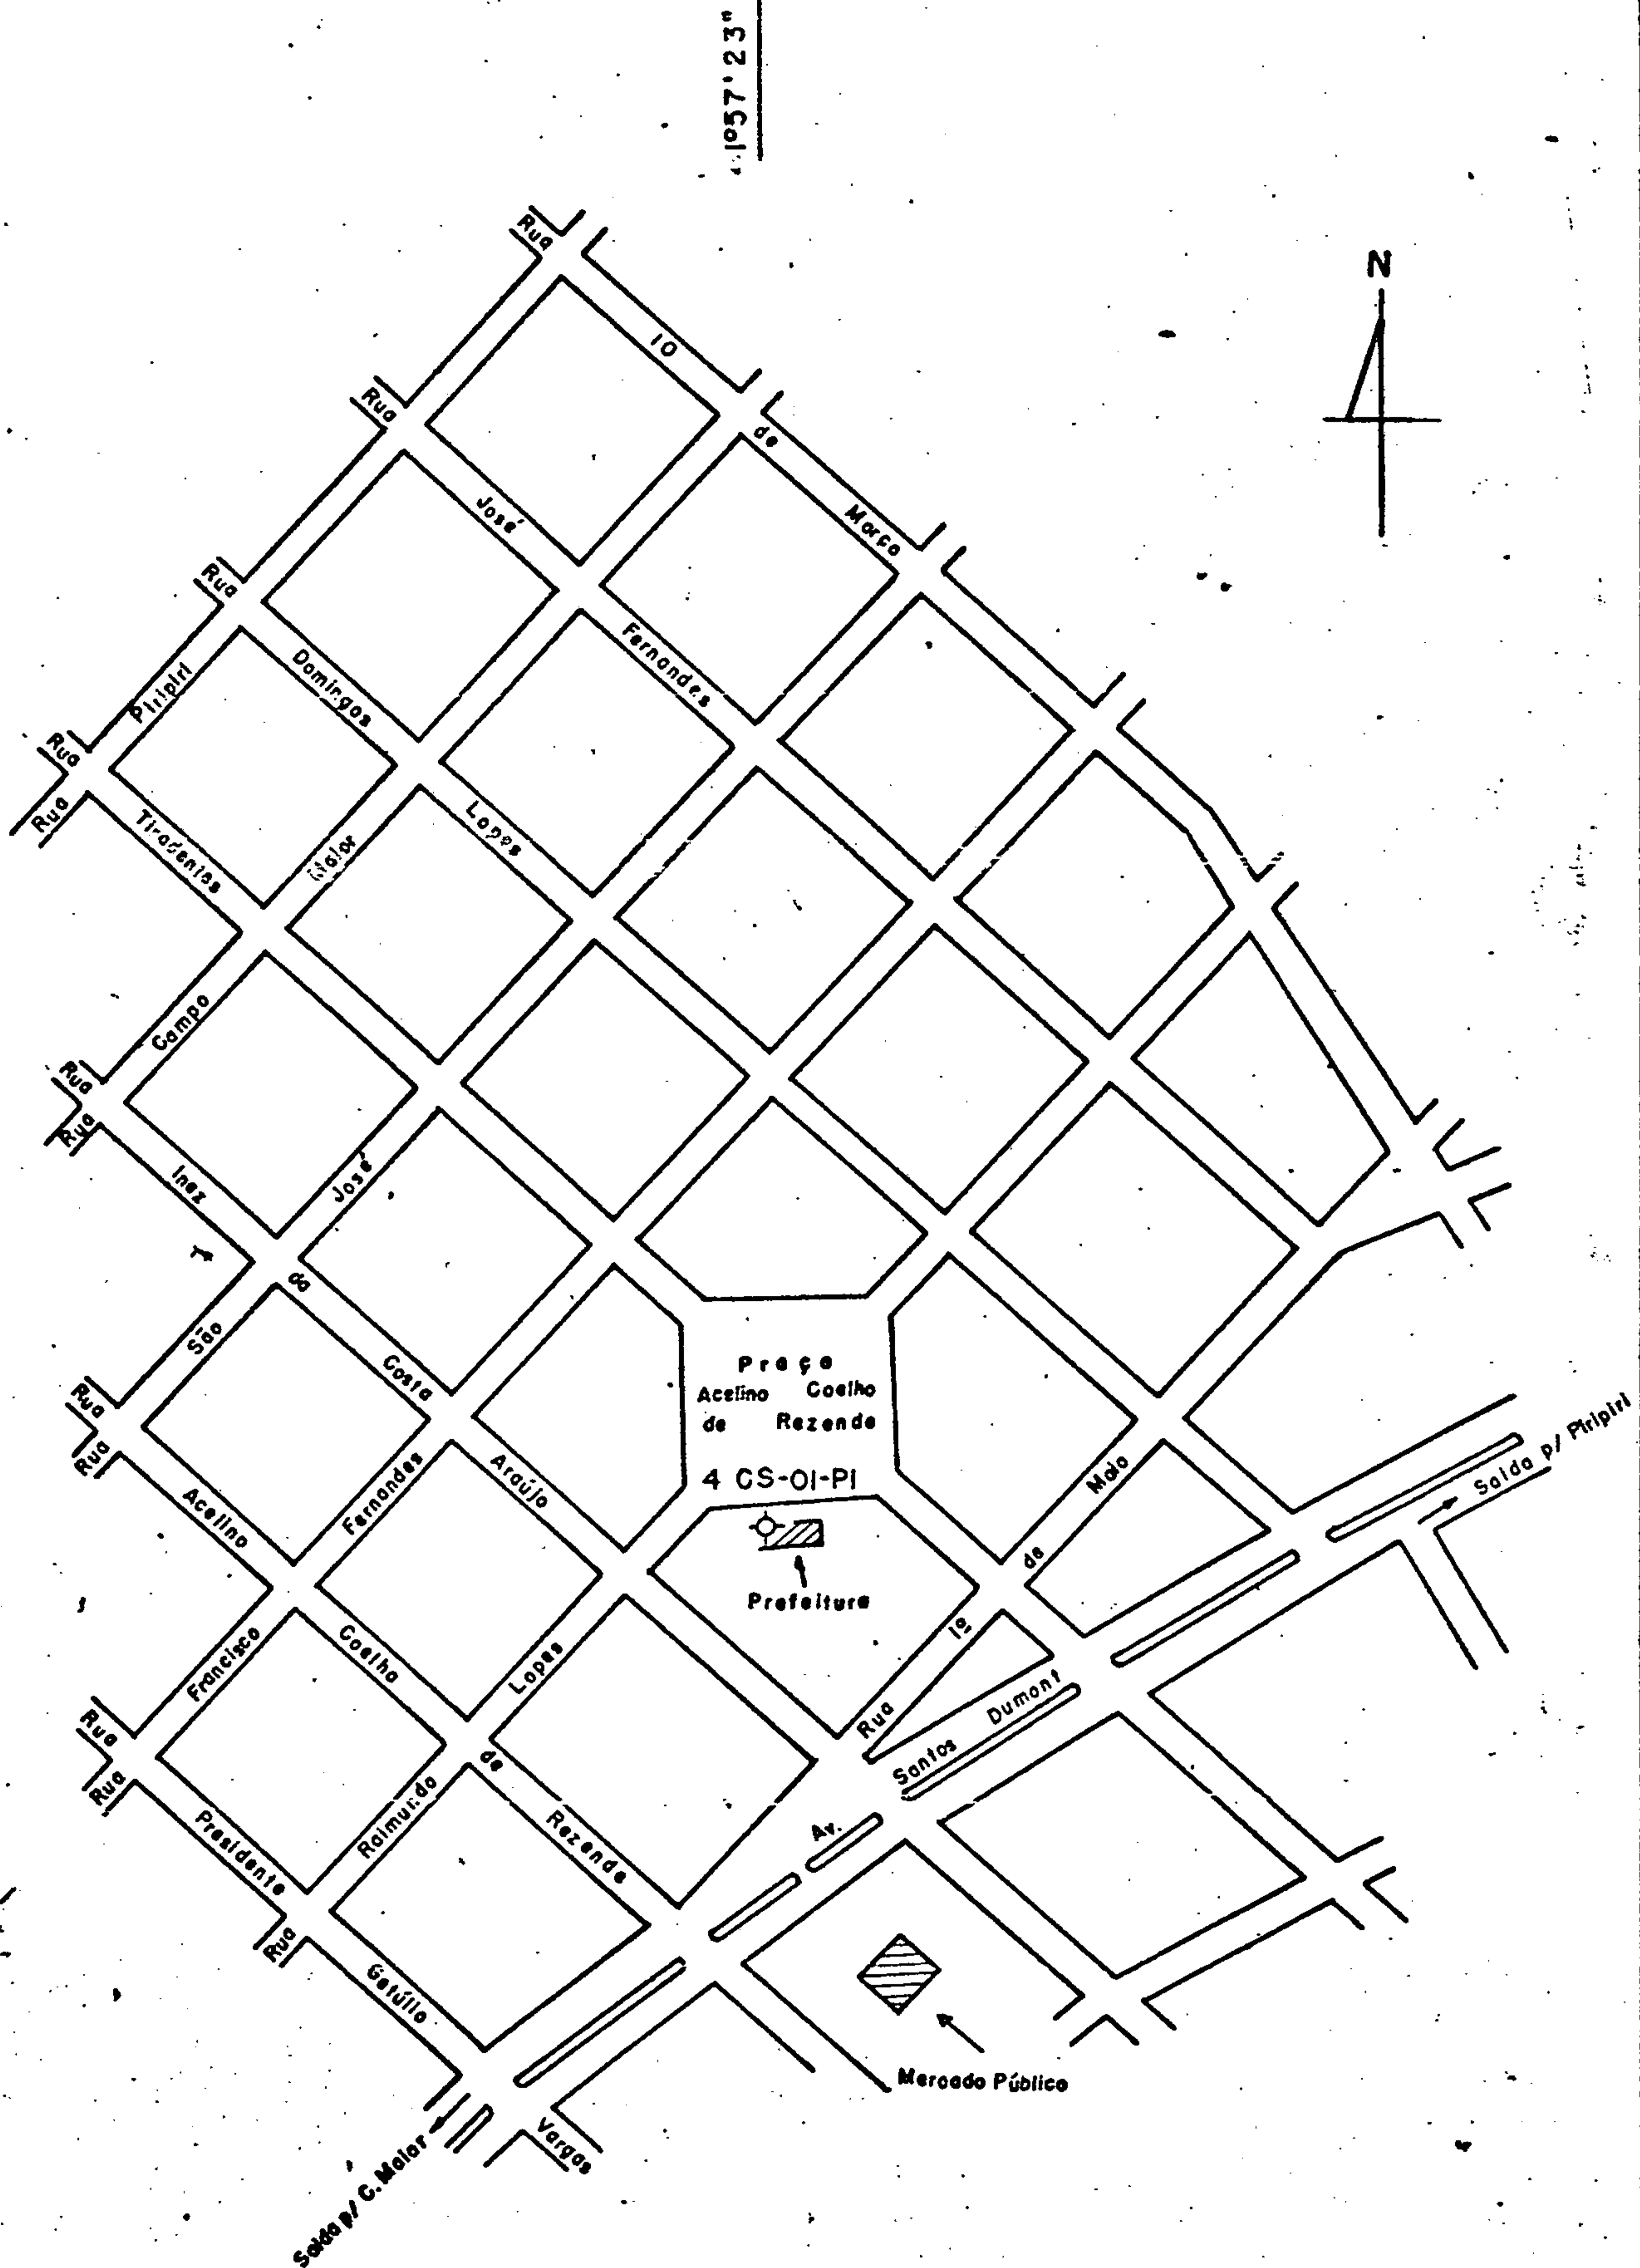 41º57'23"
N
Rua 10 de Março
Rua José Fernandes
Rua Domingos Lopes
Rua Tiradentes
Rua Piripiri
Rua Campo Maior
Rua Inez da Costa Araújo
Rua São José
Rua Acelino Coelho de Rezende
Rua Francisco Fernandes
Rua Presidente Getúlio Vargas
Rua Raimundo Lopes
Rua 1º de Maio
Praça
Acelino Coelho
de Rezende
4 CS-01-PI
Prefeitura
Av. Santos Dumont
Saída p/ Piripiri
Mercado Público
Saída p/ C. Maior